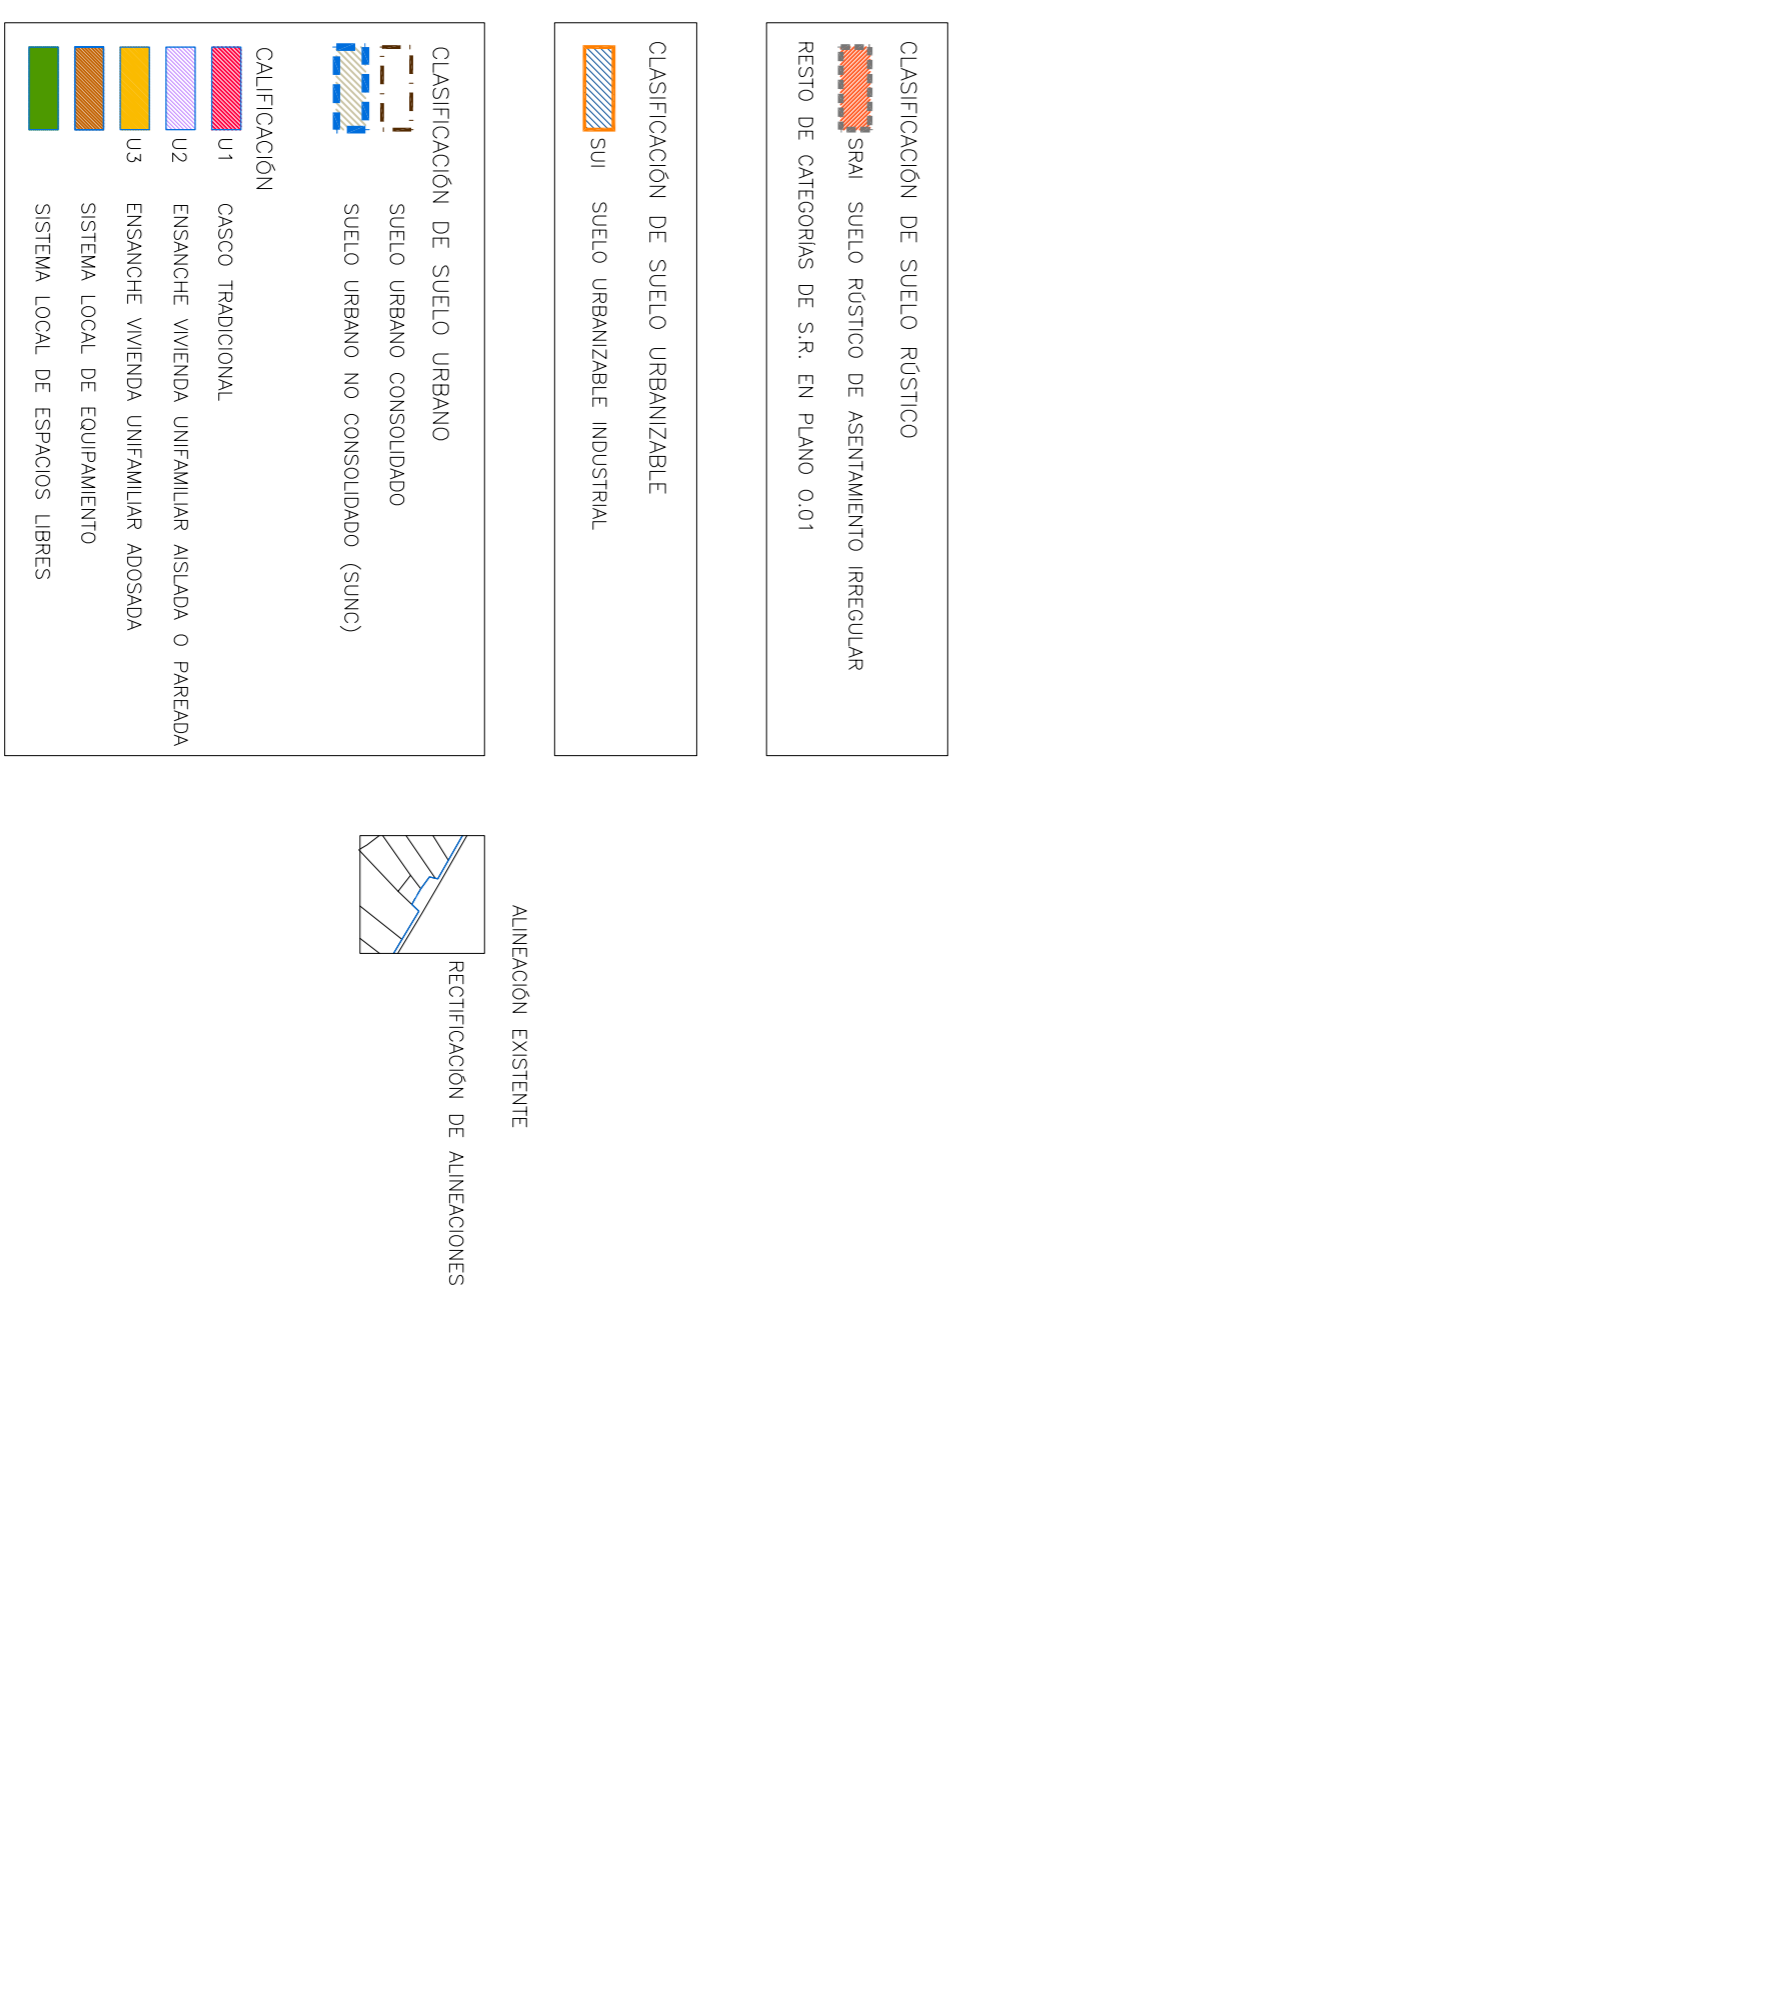 CLASIFICACIÓN DE SUELO RÚSTICO
SRAI SUELO RÚSTICO DE ASENTAMIENTO IRREGULAR
RESTO DE CATEGORÍAS DE S.R. EN PLANO 0.01
CLASIFICACIÓN DE SUELO URBANIZABLE
SUI SUELO URBANIZABLE INDUSTRIAL
CLASIFICACIÓN DE SUELO URBANO
SUELO URBANO CONSOLIDADO
SUELO URBANO NO CONSOLIDADO (SUNC)
CALIFICACIÓN
U1 CASCO TRADICIONAL
U2 ENSANCHE VIVIENDA UNIFAMILIAR AISLADA O PAREADA
U3 ENSANCHE VIVIENDA UNIFAMILIAR ADOSADA
SISTEMA LOCAL DE EQUIPAMIENTO
SISTEMA LOCAL DE ESPACIOS LIBRES
ALINEACIÓN EXISTENTE
RECTIFICACIÓN DE ALINEACIONES